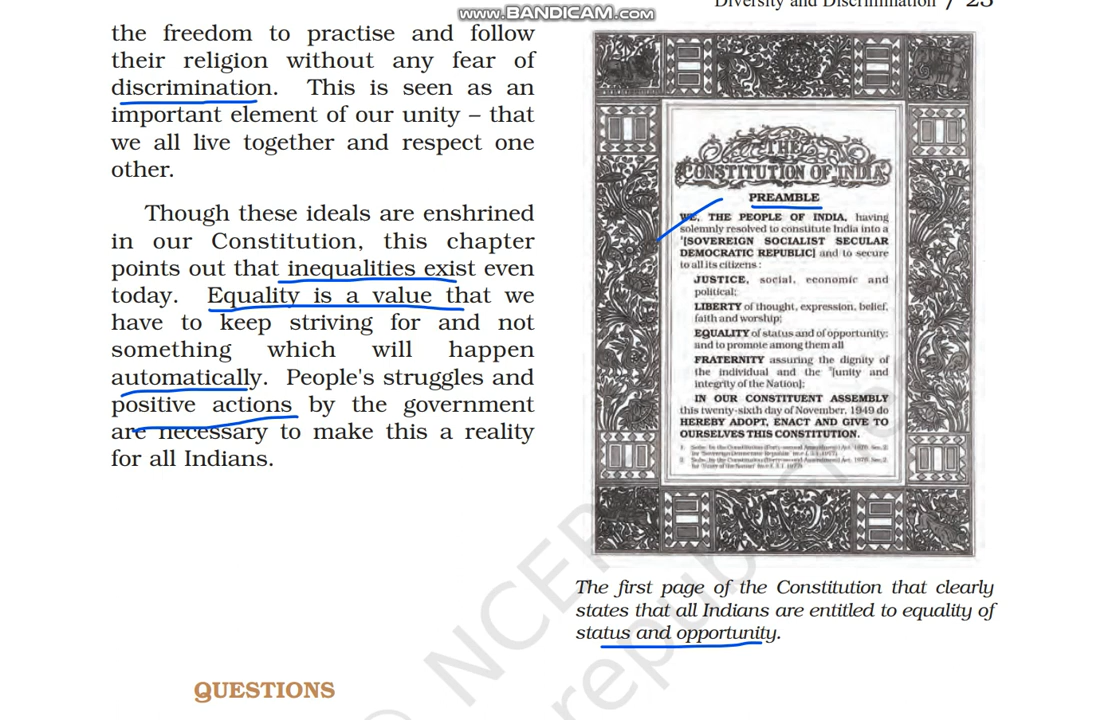 www.BANDICAM.com
Diversity and Discrimination / 23
the freedom to practise and follow
their religion without any fear of
discrimination. This is seen as an
important element of our unity – that
we all live together and respect one
other.
Though these ideals are enshrined
in our Constitution, this chapter
points out that inequalities exist even
today. Equality is a value that we
have to keep striving for and not
something which will happen
automatically. People's struggles and
positive actions by the government
are necessary to make this a reality
for all Indians.
THE
CONSTITUTION OF INDIA
PREAMBLE
WE, THE PEOPLE OF INDIA, having
solemnly resolved to constitute India into a
¹[SOVEREIGN SOCIALIST SECULAR
DEMOCRATIC REPUBLIC] and to secure
to all its citizens :
JUSTICE, social, economic and
political;
LIBERTY of thought, expression, belief,
faith and worship;
EQUALITY of status and of opportunity;
and to promote among them all
FRATERNITY assuring the dignity of
the individual and the ²[unity and
integrity of the Nation];
IN OUR CONSTITUENT ASSEMBLY
this twenty-sixth day of November, 1949 do
HEREBY ADOPT, ENACT AND GIVE TO
OURSELVES THIS CONSTITUTION.
The first page of the Constitution that clearly
states that all Indians are entitled to equality of
status and opportunity.
© NCER
republi
QUESTIONS